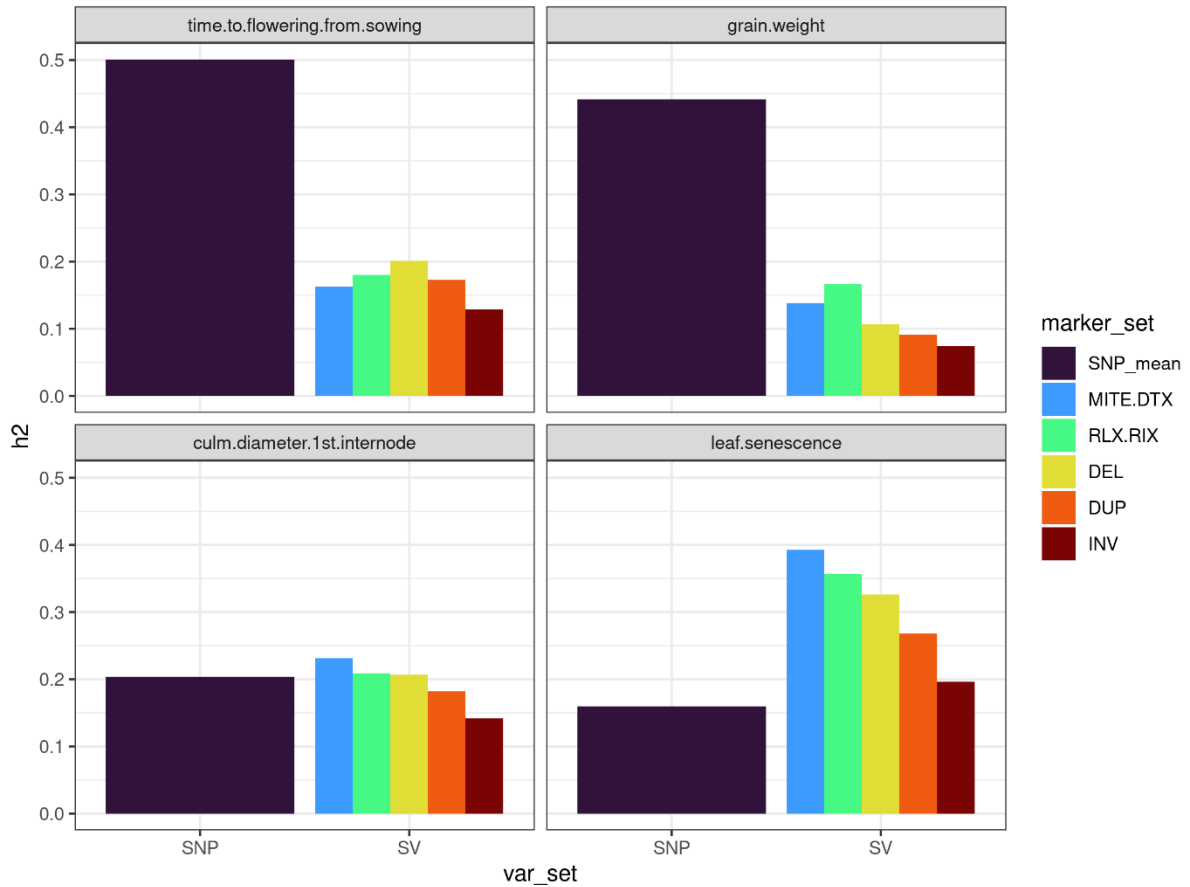 time.to.flowering.from.sowing
grain.weight
0.5
0.4
0.3
0.2
0.1
0.0
h2
culm.diameter.1st.internode
leaf.senescence
0.5
0.4
0.3
0.2
0.1
0.0
SNP
SV
SNP
SV
var_set
marker_set
SNP_mean
MITE.DTX
RLX.RIX
DEL
DUP
INV